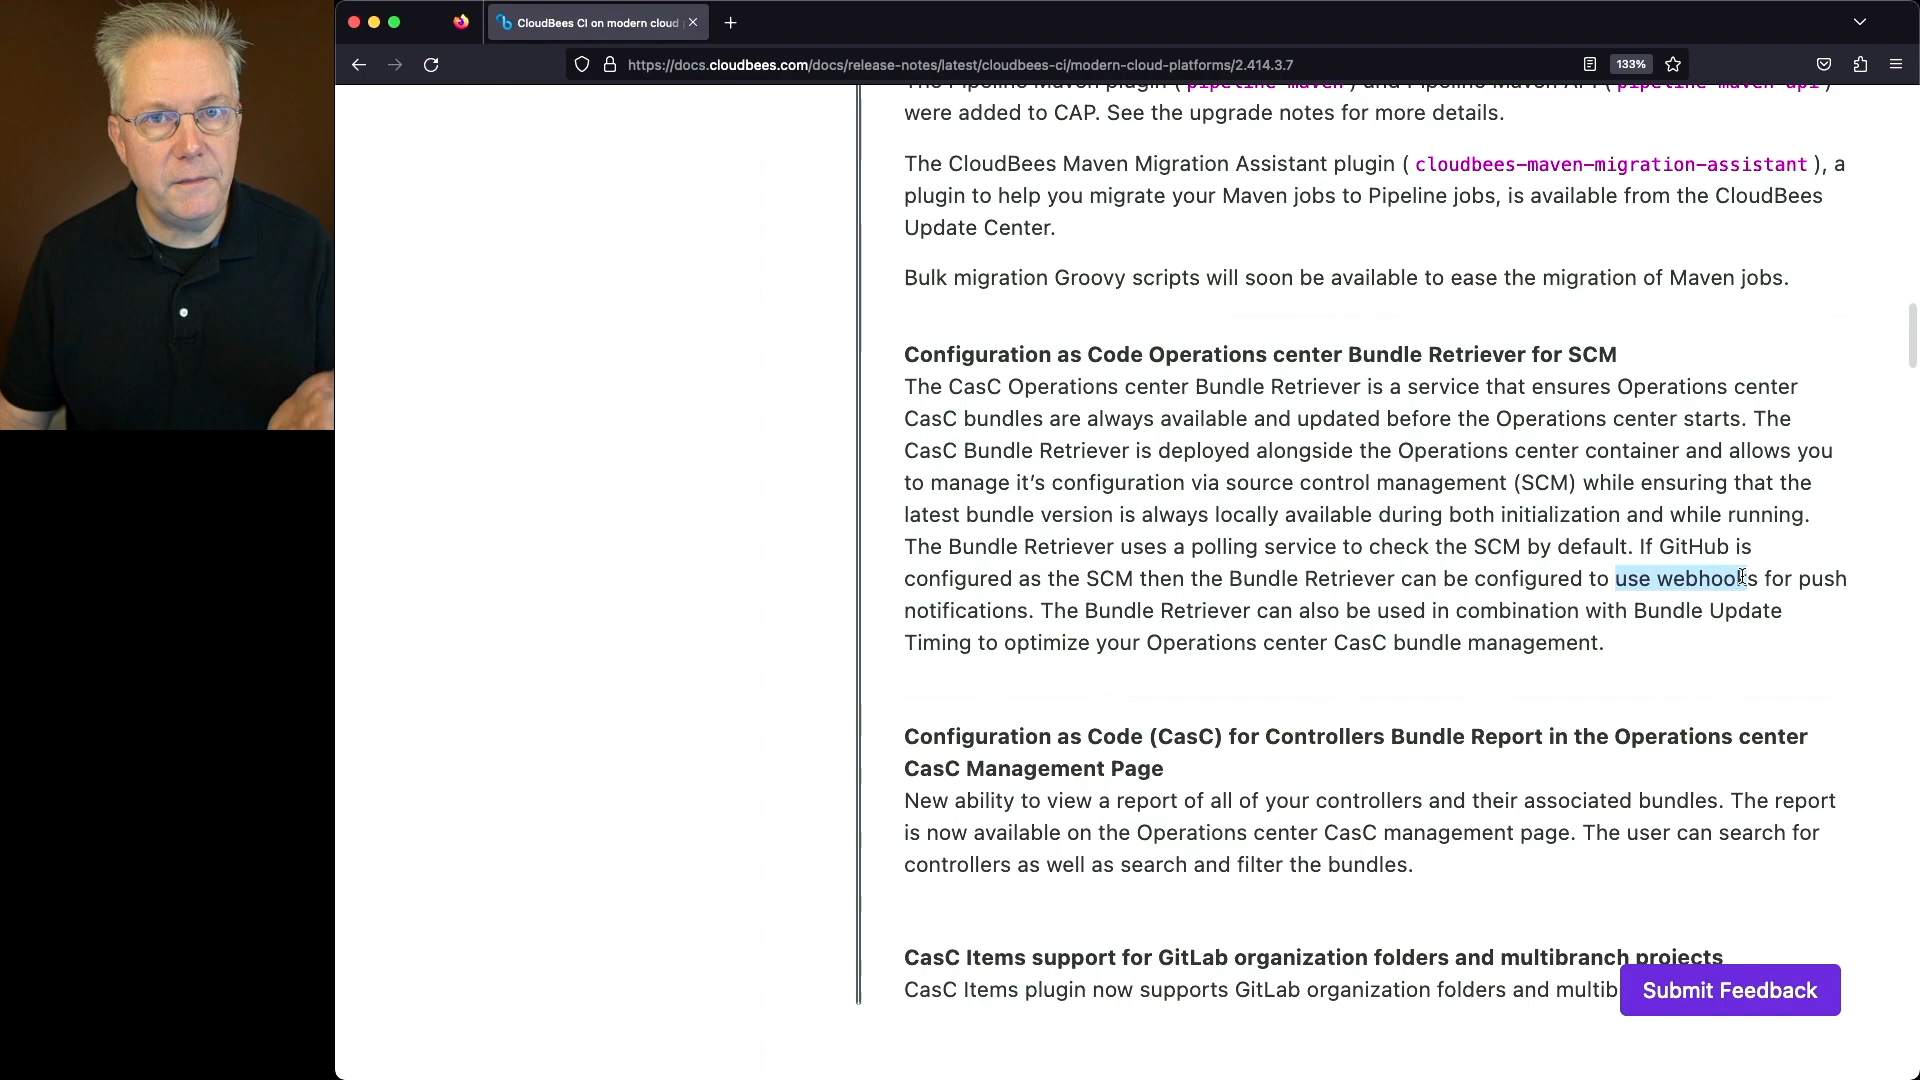 CloudBees CI on modern cloud
https://docs.cloudbees.com/docs/release-notes/latest/cloudbees-ci/modern-cloud-platforms/2.414.3.7
133%
The Pipeline Maven plugin ( pipeline-maven ) and Pipeline Maven API ( pipeline-maven-api )
were added to CAP. See the upgrade notes for more details.
The CloudBees Maven Migration Assistant plugin ( cloudbees-maven-migration-assistant ), a
plugin to help you migrate your Maven jobs to Pipeline jobs, is available from the CloudBees
Update Center.
Bulk migration Groovy scripts will soon be available to ease the migration of Maven jobs.
Configuration as Code Operations center Bundle Retriever for SCM
The CasC Operations center Bundle Retriever is a service that ensures Operations center
CasC bundles are always available and updated before the Operations center starts. The
CasC Bundle Retriever is deployed alongside the Operations center container and allows you
to manage it’s configuration via source control management (SCM) while ensuring that the
latest bundle version is always locally available during both initialization and while running.
The Bundle Retriever uses a polling service to check the SCM by default. If GitHub is
configured as the SCM then the Bundle Retriever can be configured to use webhooks for push
notifications. The Bundle Retriever can also be used in combination with Bundle Update
Timing to optimize your Operations center CasC bundle management.
Configuration as Code (CasC) for Controllers Bundle Report in the Operations center
CasC Management Page
New ability to view a report of all of your controllers and their associated bundles. The report
is now available on the Operations center CasC management page. The user can search for
controllers as well as search and filter the bundles.
CasC Items support for GitLab organization folders and multibranch projects
CasC Items plugin now supports GitLab organization folders and multib
Submit Feedback